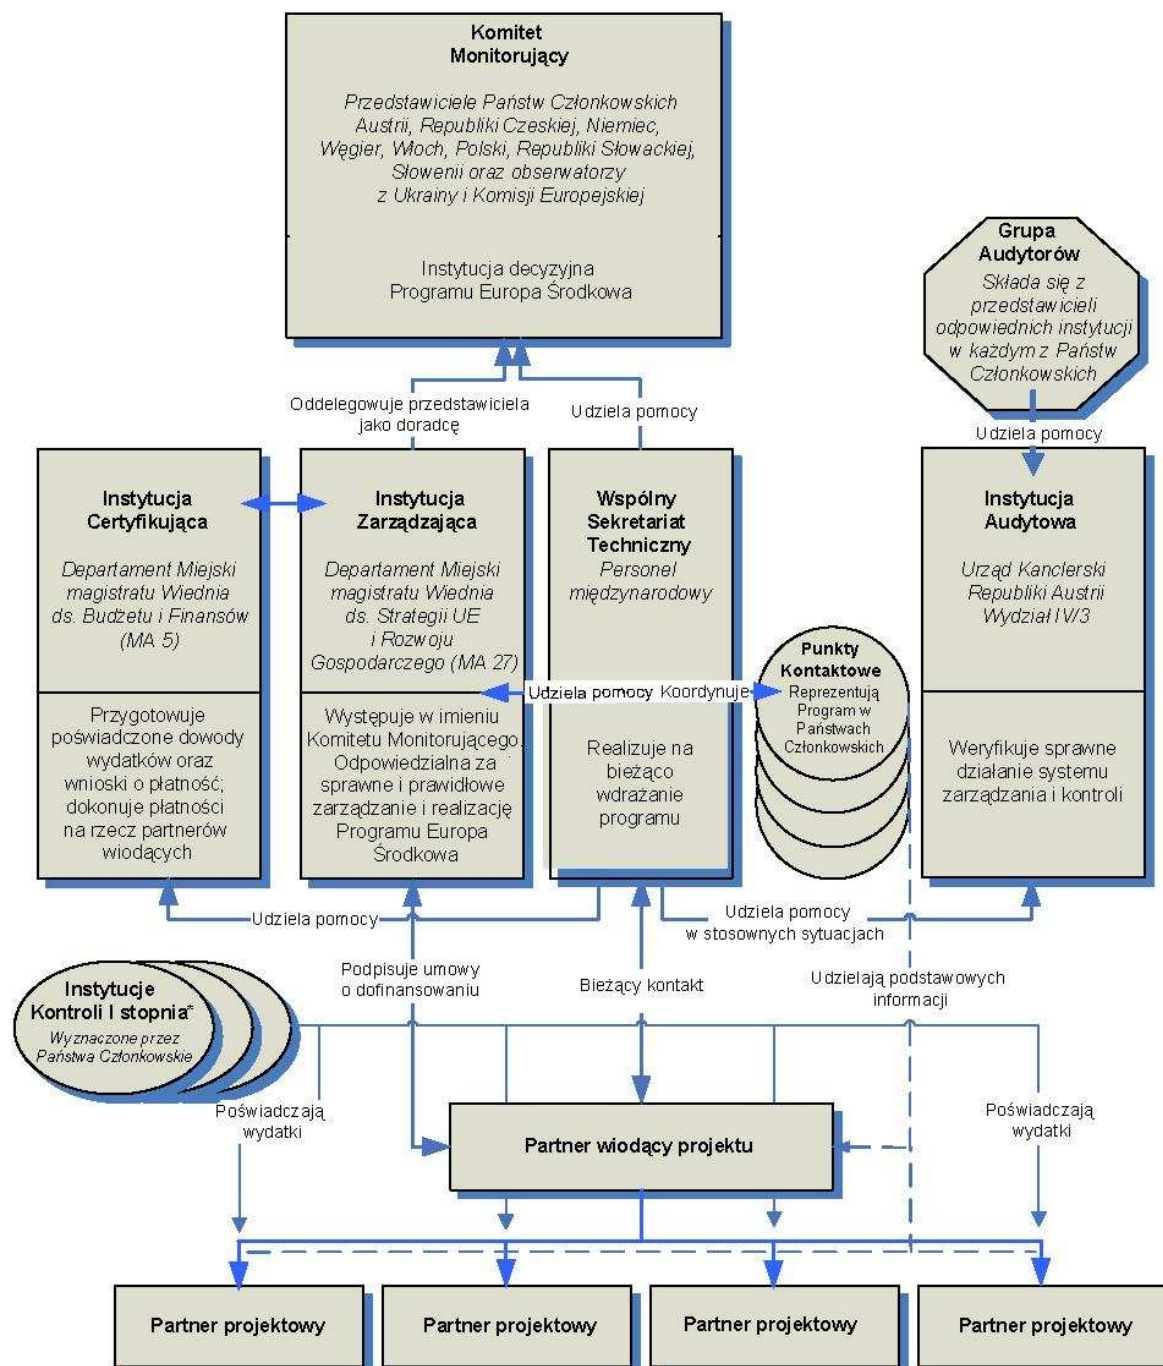 Komitet
Monitorujący
Przedstawiciele Państw Członkowskich
Austrii, Republiki Czeskiej, Niemiec,
Węgier, Włoch, Polski, Republiki Słowackiej,
Słowenii oraz obserwatorzy
z Ukrainy i Komisji Europejskiej
Instytucja decyzyjna
Programu Europa Środkowa
Grupa
Audytorów
Składa się z
przedstawicieli
odpowiednich instytucji
w każdym z Państw
Członkowskich
Oddelegowuje przedstawiciela
jako doradcę
Udziela pomocy
Udziela pomocy
Instytucja
Certyfikująca
Departament Miejski
magistratu Wiednia
ds. Budżetu i Finansów
(MA 5)
Przygotowuje
poświadczone dowody
wydatków oraz
wnioski o płatność;
dokonuje płatności
na rzecz partnerów
wiodących
Instytucja
Zarządzająca
Departament Miejski
magistratu Wiednia
ds. Strategii UE
i Rozwoju
Gospodarczego (MA 27)
Występuje w imieniu
Komitetu Monitorującego.
Odpowiedzialna za
sprawne i prawidłowe
zarządzanie i realizację
Programu Europa
Środkowa
Wspólny
Sekretariat
Techniczny
Personel
międzynarodowy
Realizuje na
bieżąco
wdrażanie
programu
Udziela pomocy Koordynuje
Punkty
Kontaktowe
Reprezentują
Program w
Państwach
Członkowskich
Instytucja
Audytowa
Urząd Kanclerski
Republiki Austrii
Wydział IV/3
Weryfikuje sprawne
działanie systemu
zarządzania i kontroli
Udziela pomocy
Udziela pomocy
w stosownych sytuacjach
Podpisuje umowy
o dofinansowaniu
Bieżący kontakt
Udzielają podstawowych
informacji
Instytucje
Kontroli I stopnia*
Wyznaczone przez
Państwa Członkowskie
Poświadczają
wydatki
Poświadczają
wydatki
Partner wiodący projektu
Partner projektowy
Partner projektowy
Partner projektowy
Partner projektowy